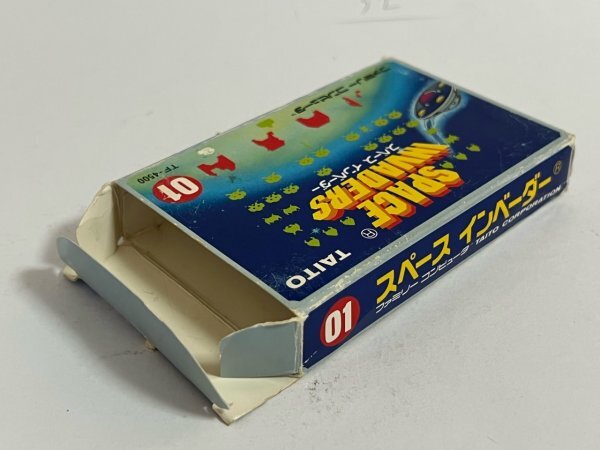 ファミリー コンピュータ
TF-4500
01
スペース インベーダー
SPACE
INVADERS
®
TAITO
01
スペース インベーダー
®
ファミリー コンピュータ TAITO CORPORATION